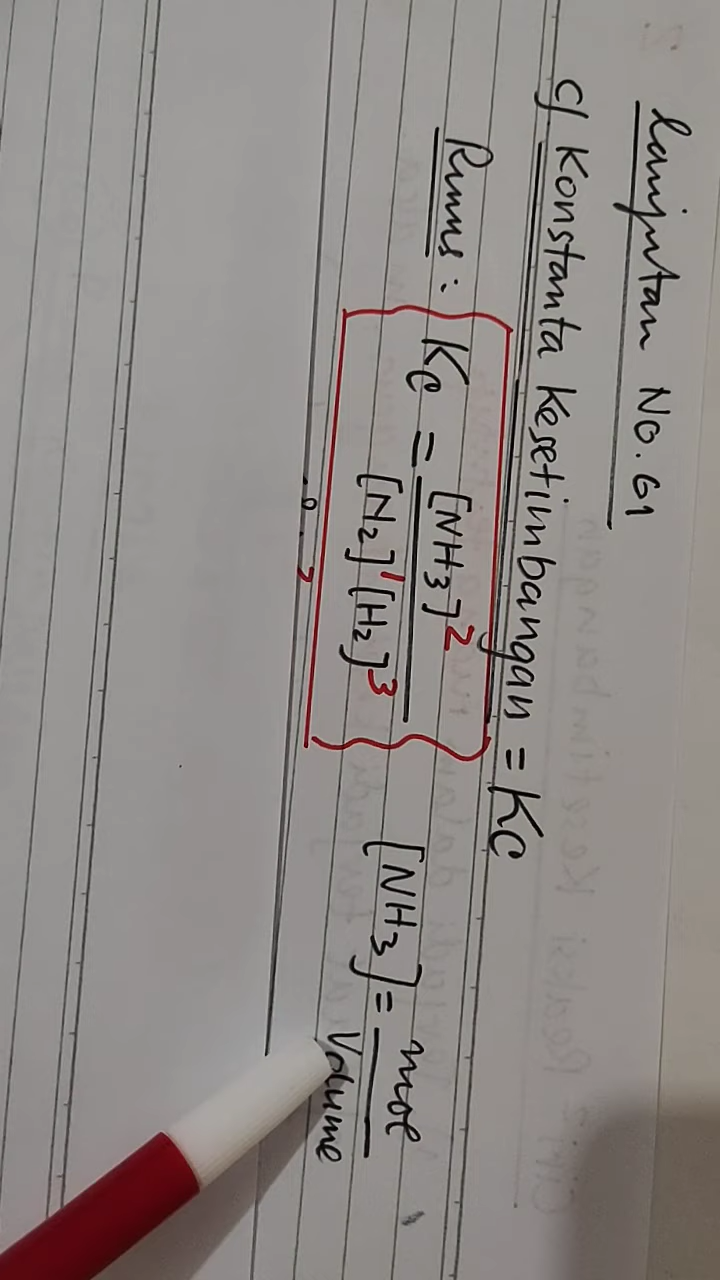 Lanjutan No. 61
c/ Konstanta Kesetimbangan = Kc
Rumus : Kc = [NH3]² / [N2]¹ [H2]³
[NH3] = mol / Volume